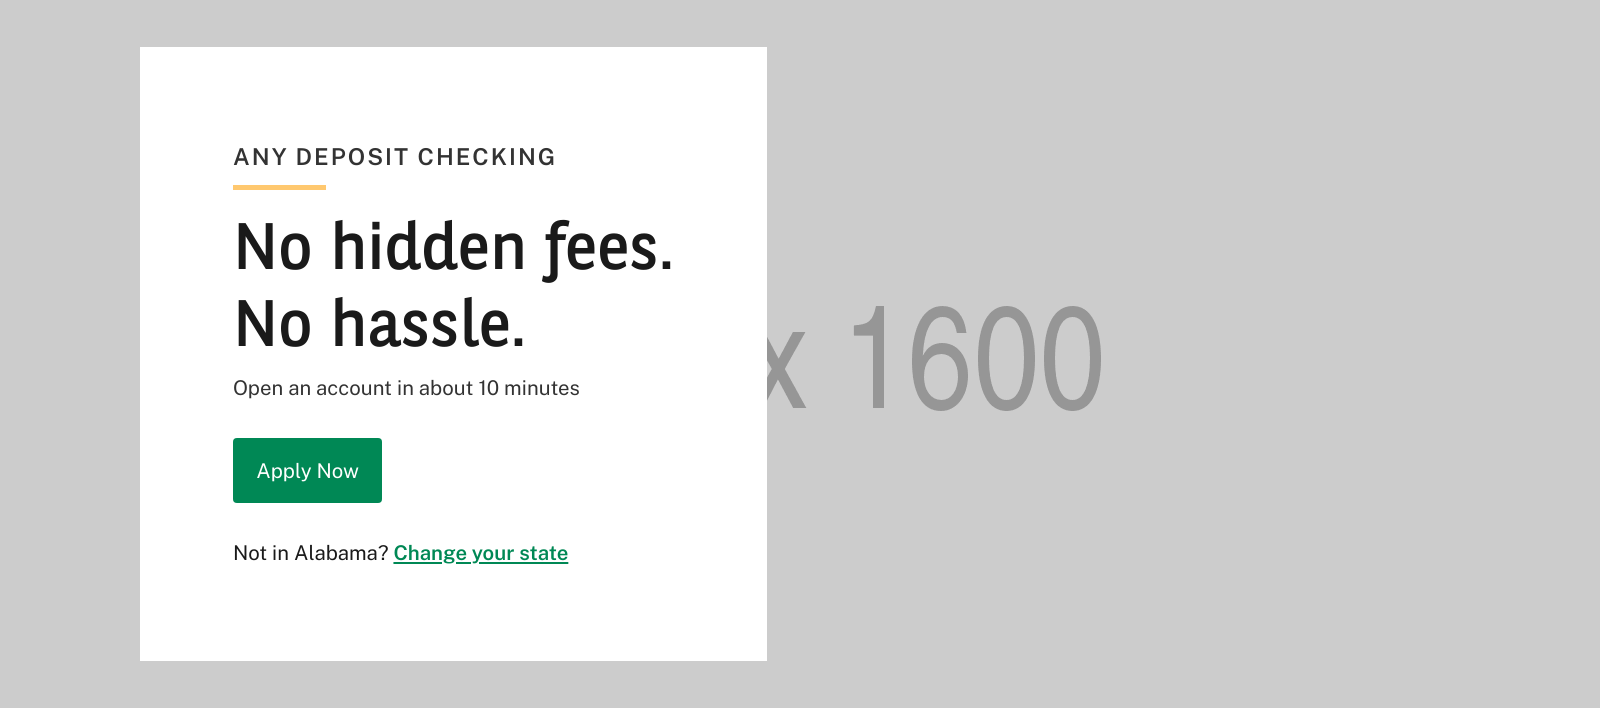 ANY DEPOSIT CHECKING
No hidden fees.
No hassle.
Open an account in about 10 minutes
Apply Now
Not in Alabama? Change your state
x 1600